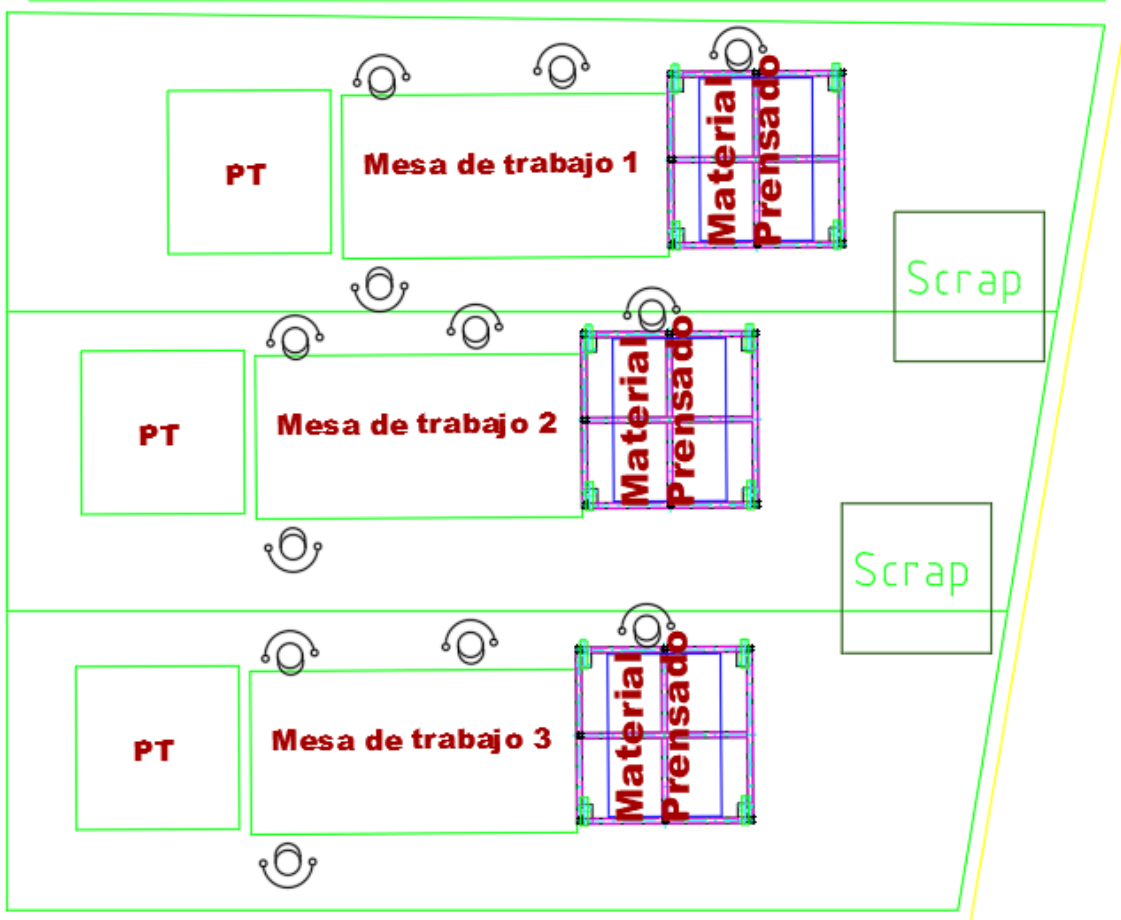 PT
Mesa de trabajo 1
Material
Prensado
Scrap
PT
Mesa de trabajo 2
Material
Prensado
Scrap
PT
Mesa de trabajo 3
Material
Prensado